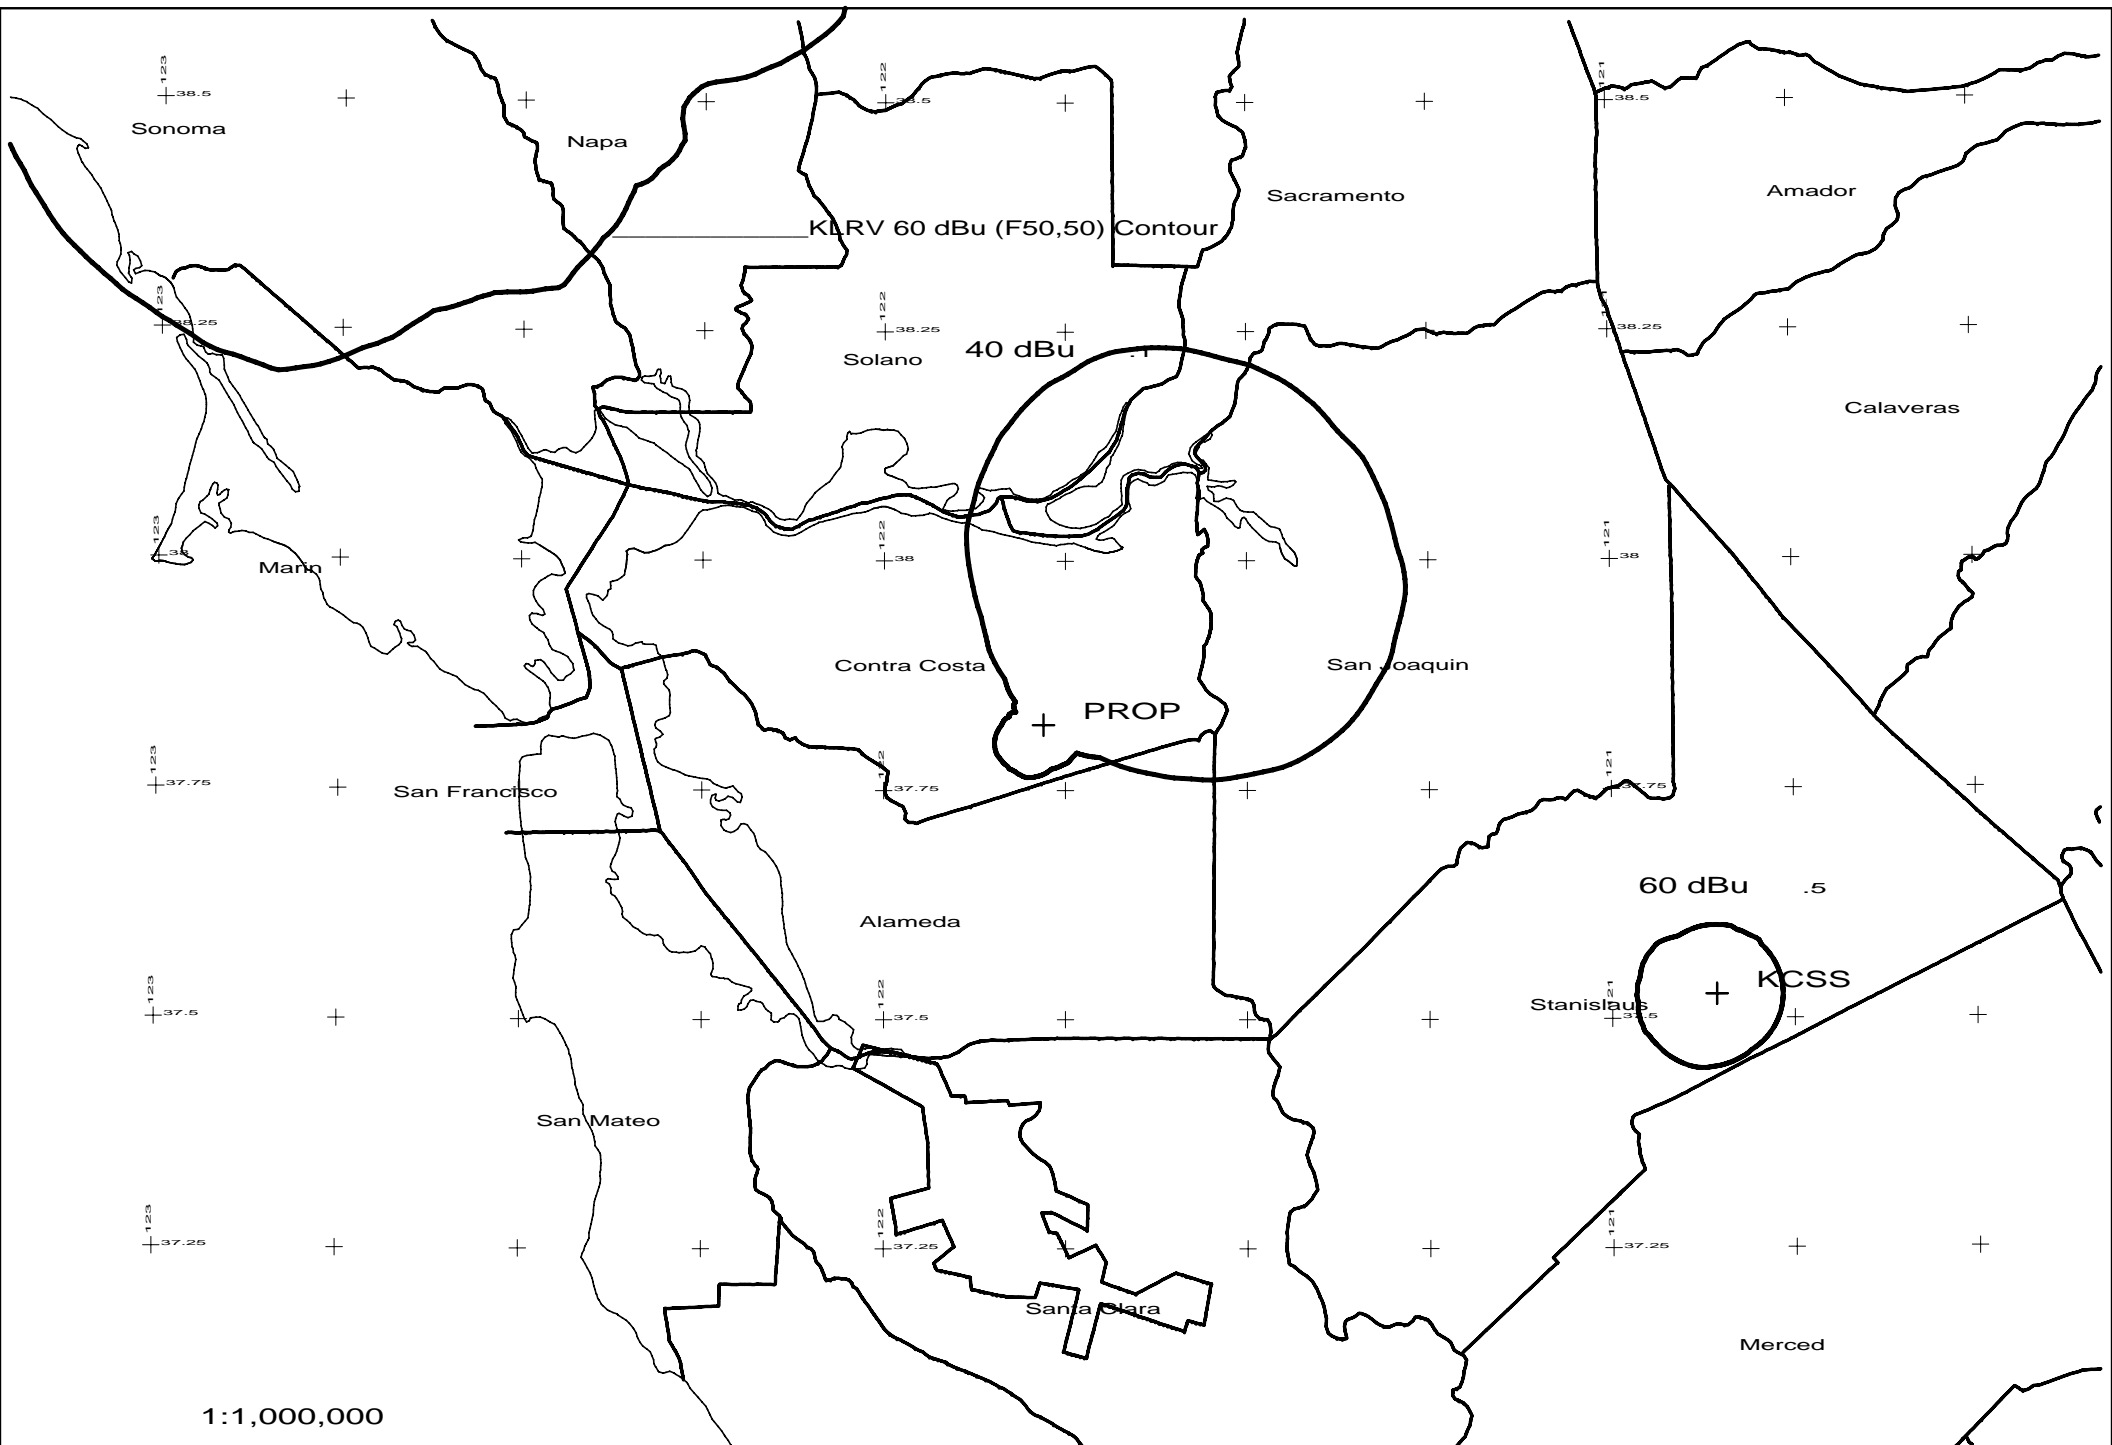 123
38.5
Sonoma
Napa
122
38.5
121
38.5
Sacramento
Amador
KLRV 60 dBu (F50,50) Contour
123
38.25
122
38.25
121
38.25
40 dBu
Solano
Calaveras
123
38
Marin
122
38
121
38
Contra Costa
San Joaquin
PROP
123
37.75
San Francisco
122
37.75
121
37.75
60 dBu .5
Alameda
KCSS
Stanislaus
123
37.5
122
37.5
121
37.5
San Mateo
123
37.25
122
37.25
121
37.25
Santa Clara
Merced
1:1,000,000